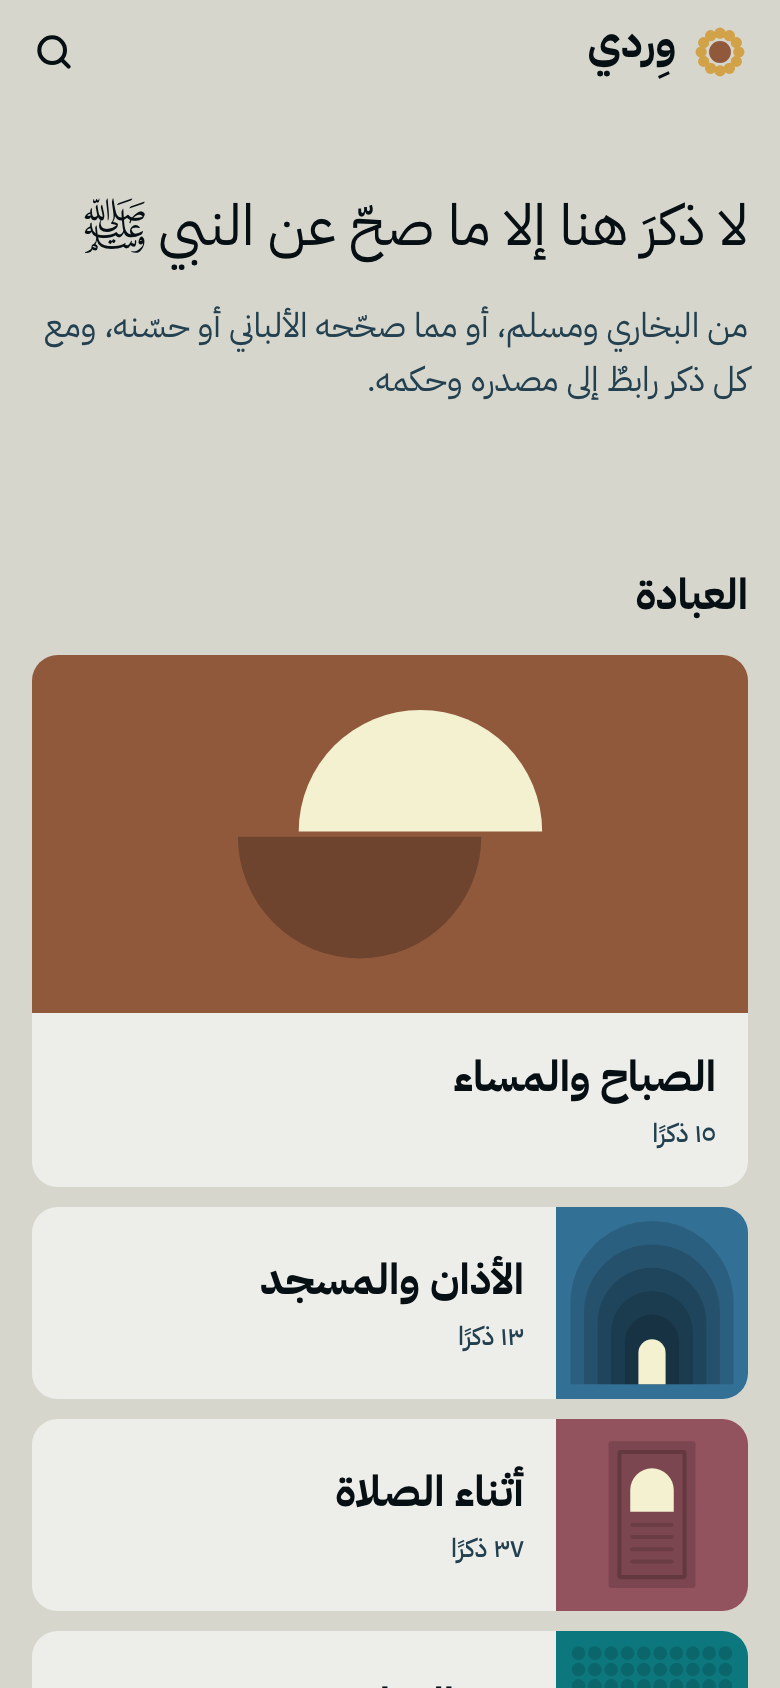 وِردي
لا ذكرَ هنا إلا ما صحّ عن النبي ﷺ
من البخاري ومسلم، أو مما صحّحه الألباني أو حسّنه، ومع
كل ذكر رابطٌ إلى مصدره وحكمه.
العبادة
الصباح والمساء
١٥ ذكرًا
الأذان والمسجد
١٣ ذكرًا
أثناء الصلاة
٣٧ ذكرًا